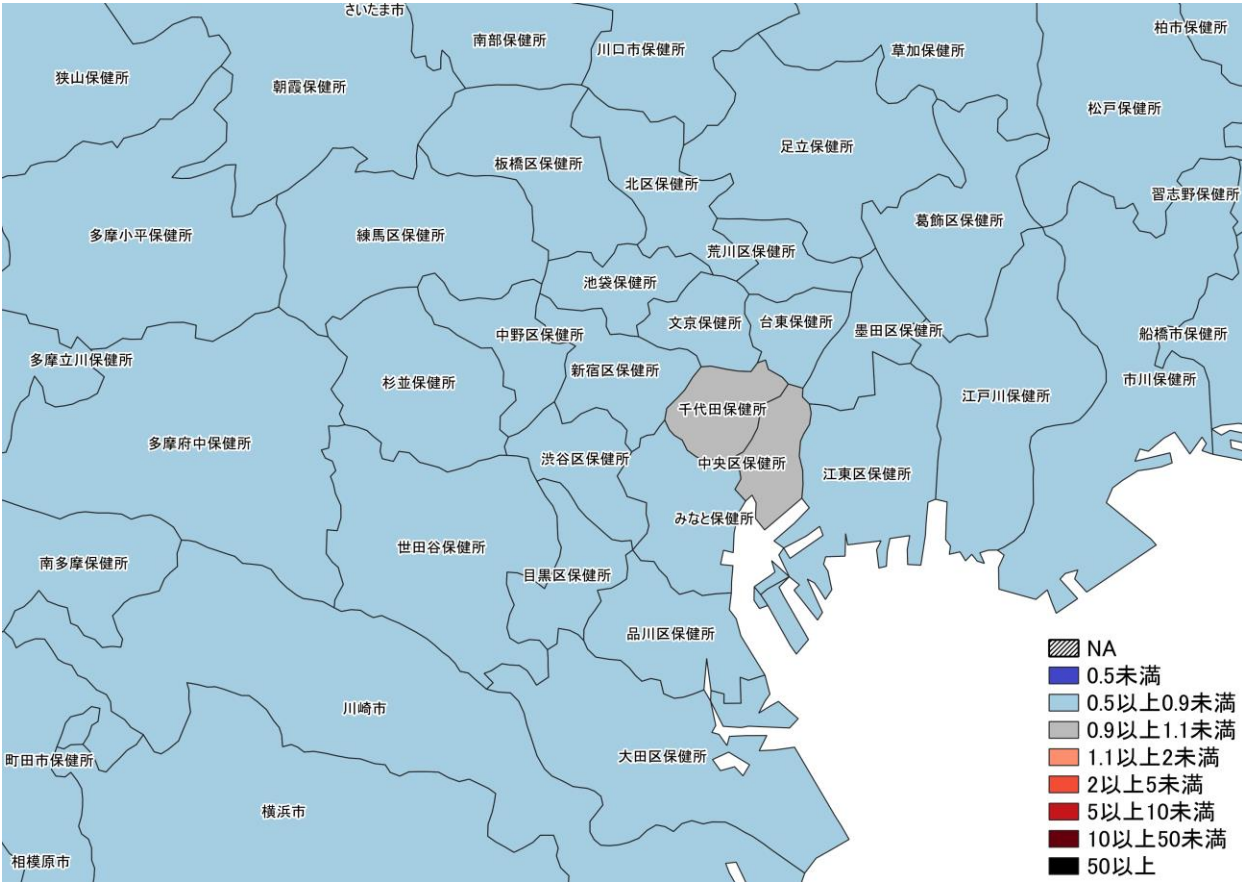 さいたま市
柏市保健所
南部保健所
川口市保健所
草加保健所
狭山保健所
朝霞保健所
松戸保健所
足立保健所
板橋区保健所
北区保健所
習志野保健所
葛飾区保健所
多摩小平保健所
練馬区保健所
荒川区保健所
池袋保健所
文京保健所
台東保健所
墨田区保健所
中野区保健所
船橋市保健所
多摩立川保健所
新宿区保健所
杉並保健所
市川保健所
江戸川保健所
千代田保健所
多摩府中保健所
渋谷区保健所
中央区保健所
江東区保健所
みなと保健所
世田谷保健所
南多摩保健所
目黒区保健所
品川区保健所
川崎市
町田市保健所
大田区保健所
横浜市
相模原市
NA
0.5未満
0.5以上0.9未満
0.9以上1.1未満
1.1以上2未満
2以上5未満
5以上10未満
10以上50未満
50以上